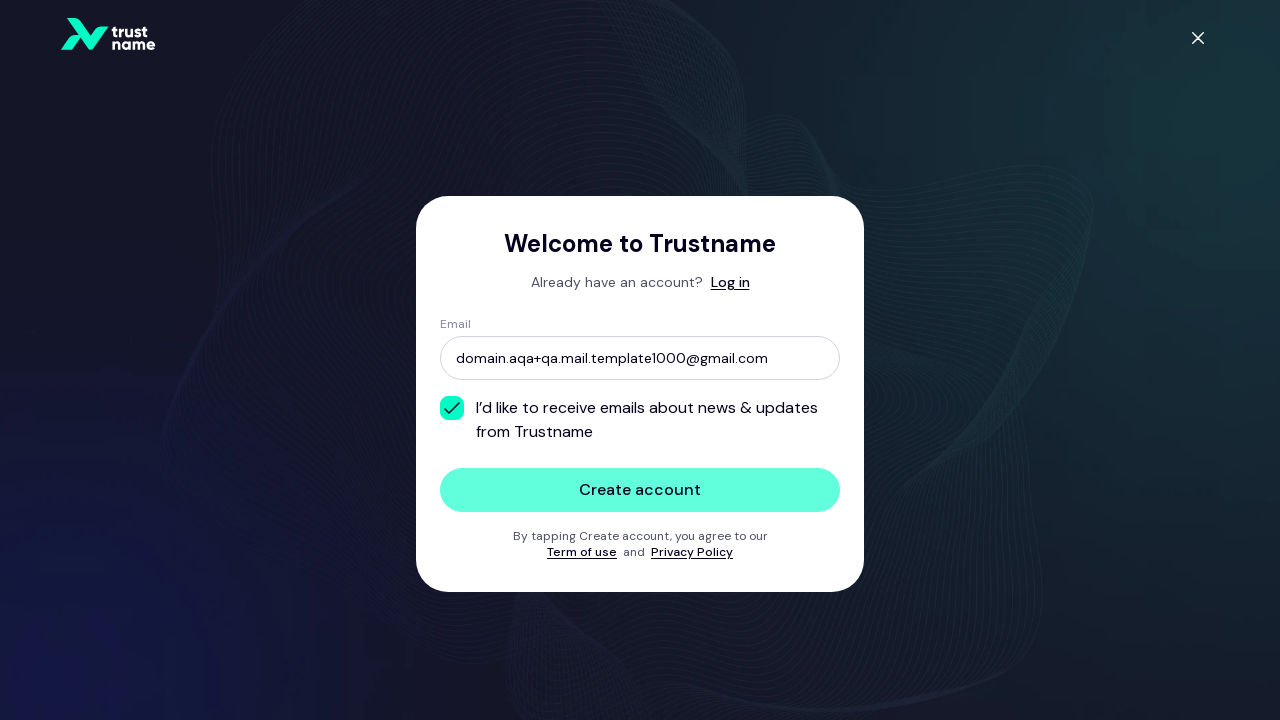 trust
name
Welcome to Trustname
Already have an account? Log in
Email
domain.aqa+qa.mail.template1000@gmail.com
I’d like to receive emails about news & updates
from Trustname
Create account
By tapping Create account, you agree to our
Term of use and Privacy Policy